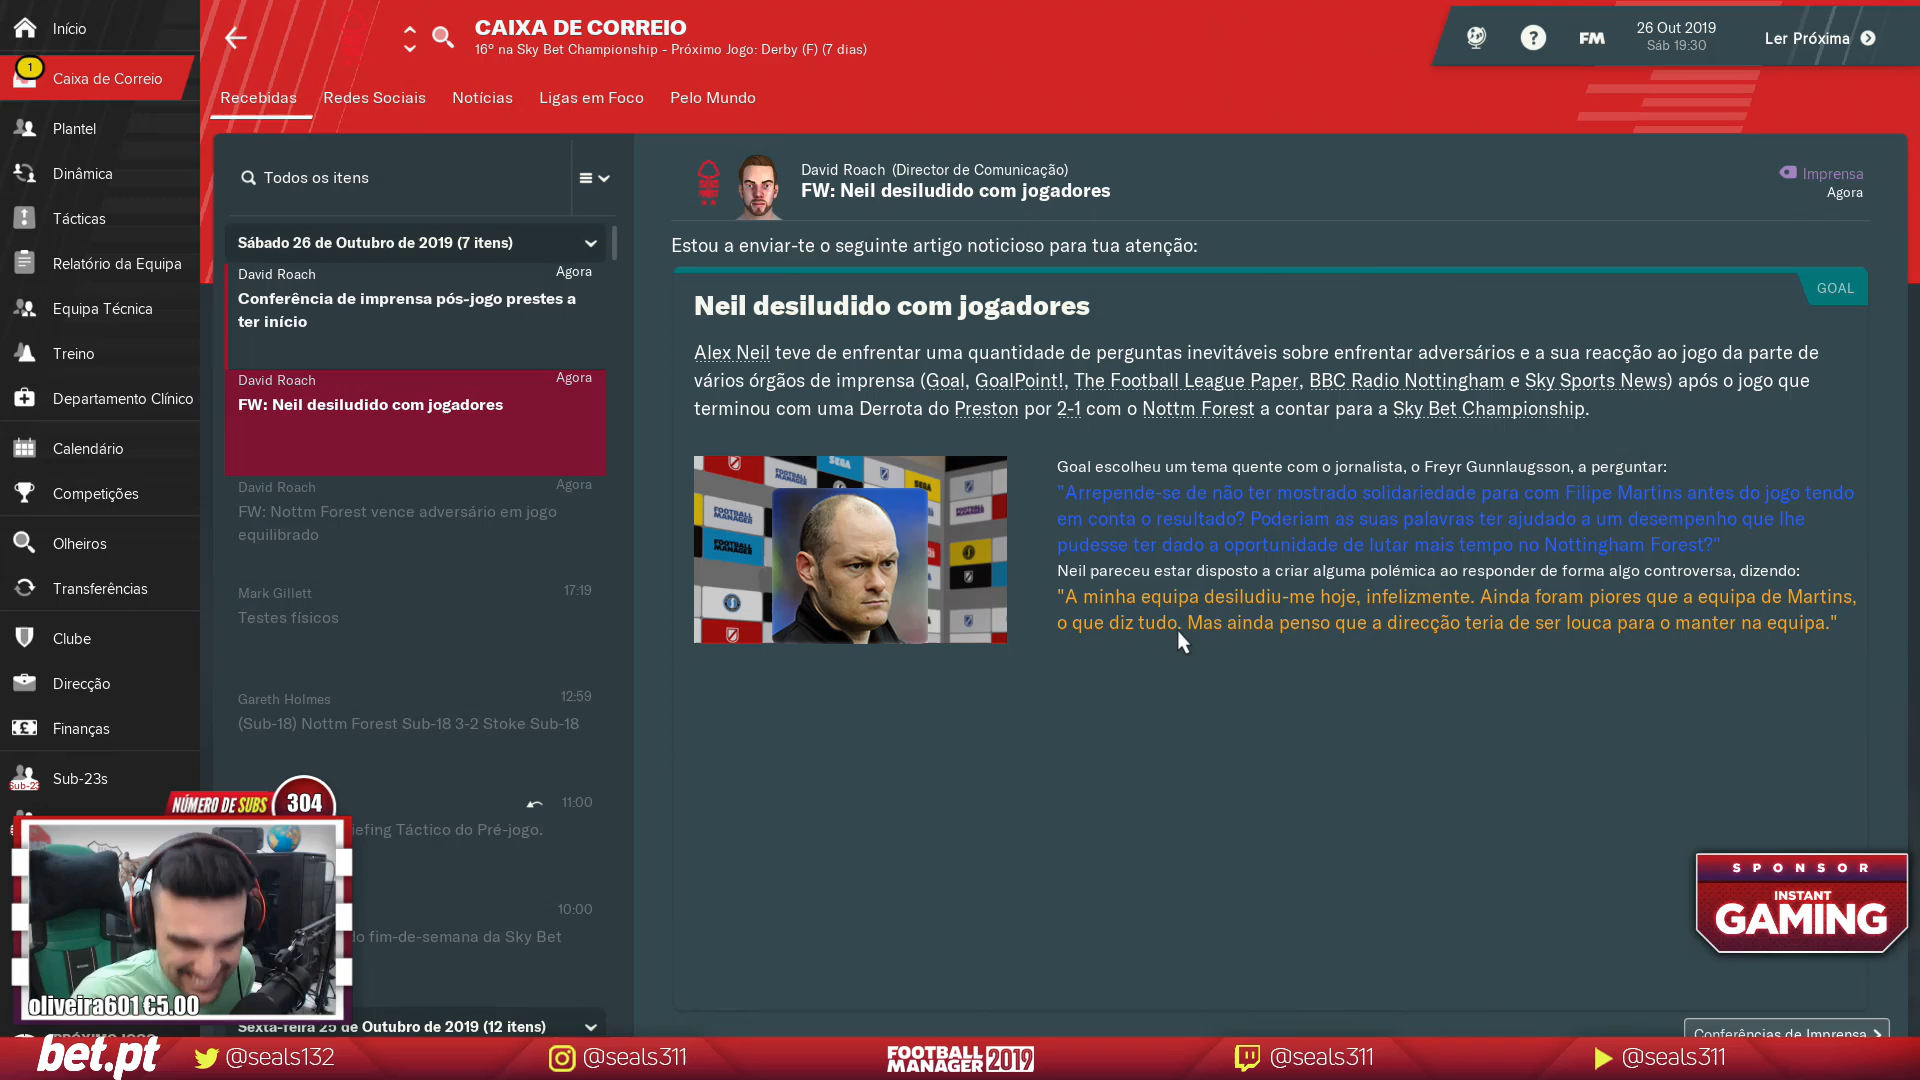 Início
1
Caixa de Correio
Plantel
Dinâmica
Tácticas
Relatório da Equipa
Equipa Técnica
Treino
Departamento Clínico
Calendário
Competições
Olheiros
Transferências
Clube
Direcção
Finanças
Sub-23s
CAIXA DE CORREIO
16º na Sky Bet Championship - Próximo Jogo: Derby (F) (7 dias)
FM
26 Out 2019
Sáb 19:30
Ler Próxima
Recebidas
Redes Sociais
Notícias
Ligas em Foco
Pelo Mundo
Todos os itens
Sábado 26 de Outubro de 2019 (7 itens)
David Roach
Agora
Conferência de imprensa pós-jogo prestes a
ter início
David Roach
Agora
FW: Neil desiludido com jogadores
David Roach
Agora
FW: Nottm Forest vence adversário em jogo
equilibrado
Mark Gillett
17:19
Testes físicos
Gareth Holmes
12:59
(Sub-18) Nottm Forest Sub-18 3-2 Stoke Sub-18
11:00
iefing Táctico do Pré-jogo.
10:00
do fim-de-semana da Sky Bet
Sexta-feira 25 de Outubro de 2019 (12 itens)
David Roach (Director de Comunicação)
FW: Neil desiludido com jogadores
Imprensa
Agora
Estou a enviar-te o seguinte artigo noticioso para tua atenção:
GOAL
Neil desiludido com jogadores
Alex Neil teve de enfrentar uma quantidade de perguntas inevitáveis sobre enfrentar adversários e a sua reacção ao jogo da parte de
vários órgãos de imprensa (Goal, GoalPoint!, The Football League Paper, BBC Radio Nottingham e Sky Sports News) após o jogo que
terminou com uma Derrota do Preston por 2-1 com o Nottm Forest a contar para a Sky Bet Championship.
SEGA
FOOTBALL
MANAGER
FOOTBALL
MANAGER
Goal escolheu um tema quente com o jornalista, o Freyr Gunnlaugsson, a perguntar:
"Arrepende-se de não ter mostrado solidariedade para com Filipe Martins antes do jogo tendo
em conta o resultado? Poderiam as suas palavras ter ajudado a um desempenho que lhe
pudesse ter dado a oportunidade de lutar mais tempo no Nottingham Forest?"
Neil pareceu estar disposto a criar alguma polémica ao responder de forma algo controversa, dizendo:
"A minha equipa desiludiu-me hoje, infelizmente. Ainda foram piores que a equipa de Martins,
o que diz tudo. Mas ainda penso que a direcção teria de ser louca para o manter na equipa."
Conferências de Imprensa
NÚMERO DE SUBS
304
oliveira601 €5.00
SPONSOR
INSTANT
GAMING
bet.pt
@seals132
@seals311
FOOTBALL
MANAGER 2019
@seals311
@seals311